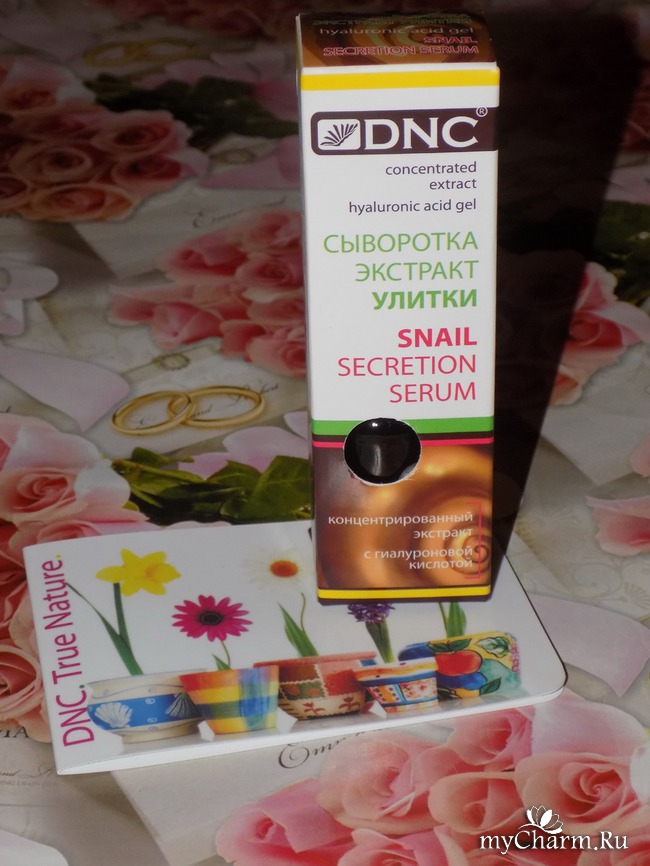 hyaluronic acid gel
SNAIL
SECRETION SERUM
DNC®
concentrated
extract
hyaluronic acid gel
СЫВОРОТКА
ЭКСТРАКТ
УЛИТКИ
SNAIL
SECRETION
SERUM
концентрированный
экстракт
с гиалуроновой
кислотой
DNC. True Nature.
myCharm.Ru